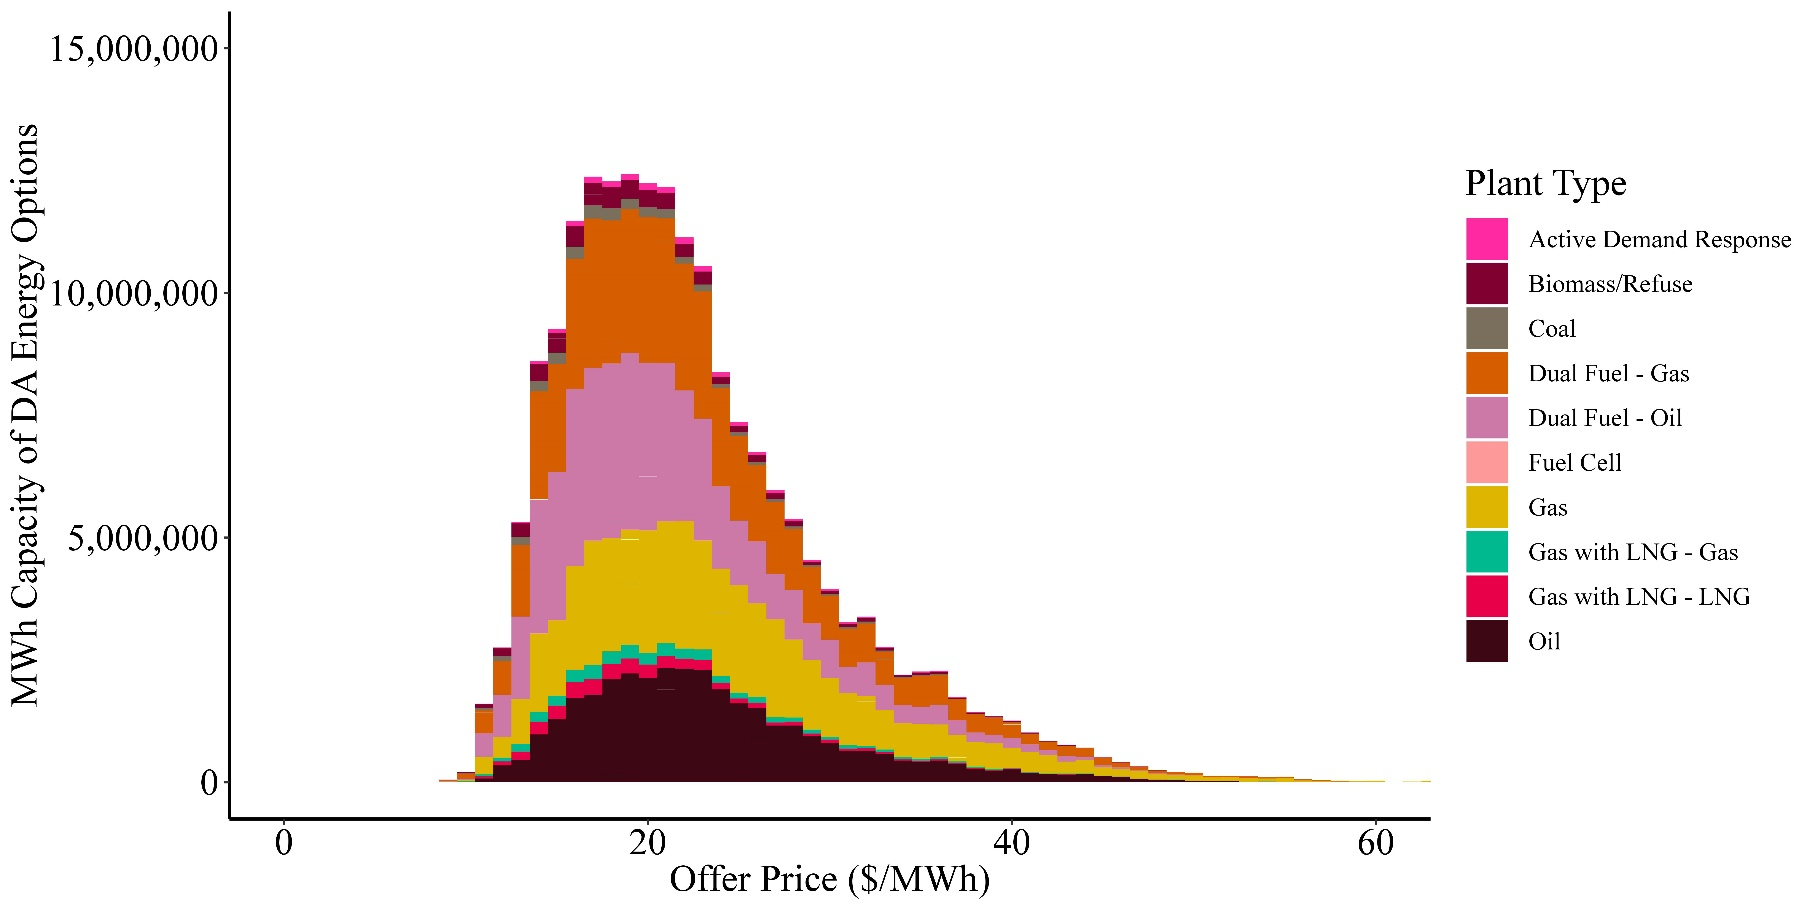 MWh Capacity of DA Energy Options
15,000,000
10,000,000
5,000,000
0
0 20 40 60
Offer Price ($/MWh)
Plant Type
Active Demand Response
Biomass/Refuse
Coal
Dual Fuel - Gas
Dual Fuel - Oil
Fuel Cell
Gas
Gas with LNG - Gas
Gas with LNG - LNG
Oil